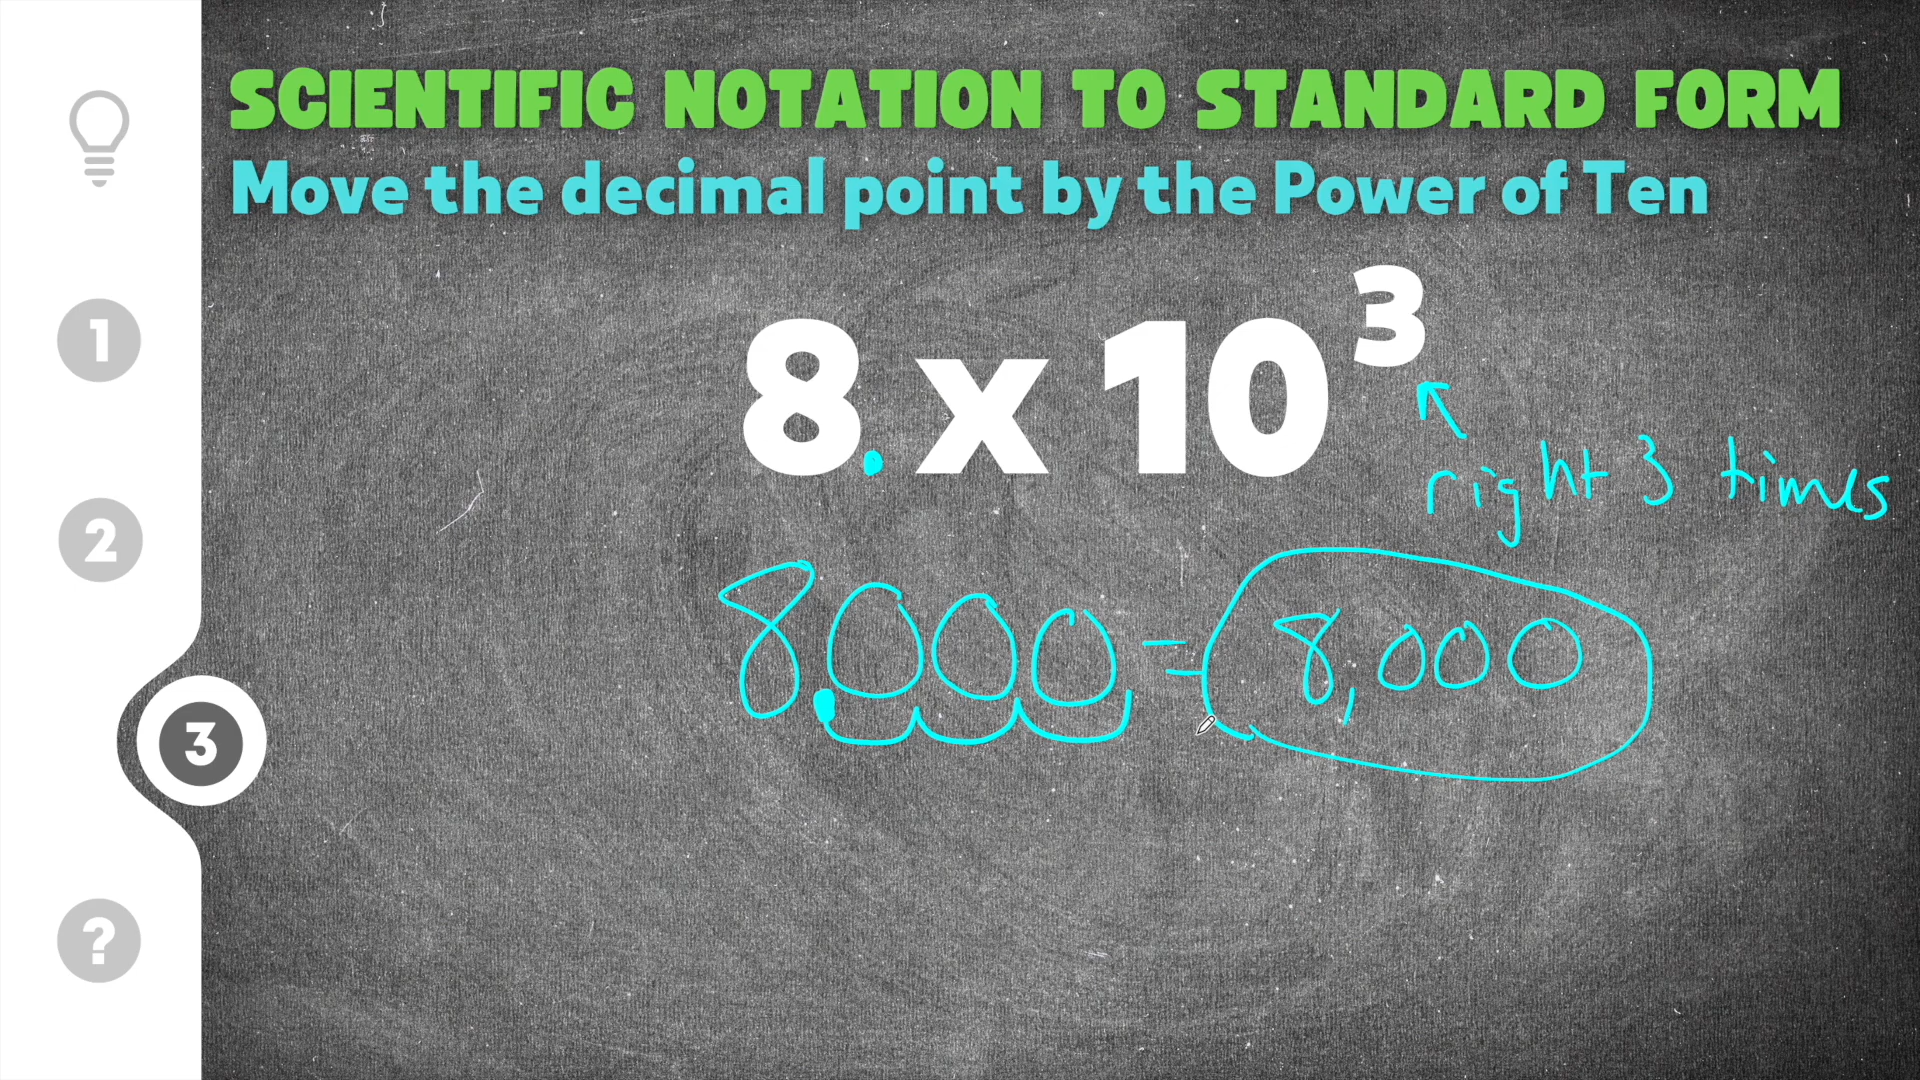 SCIENTIFIC NOTATION TO STANDARD FORM
Move the decimal point by the Power of Ten
1
8. x 10³
right 3 times
2
8.000 = 8,000
3
?